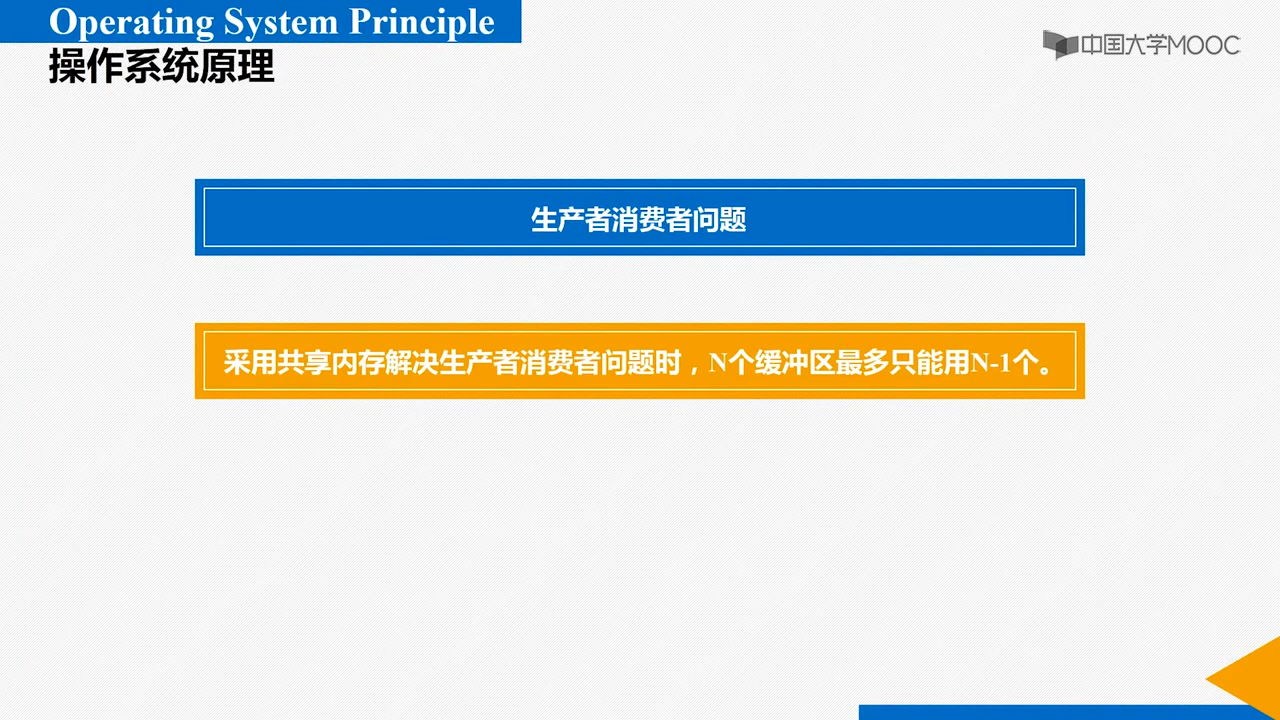 Operating System Principle
操作系统原理
中国大学MOOC
生产者消费者问题
采用共享内存解决生产者消费者问题时，N个缓冲区最多只能用N-1个。